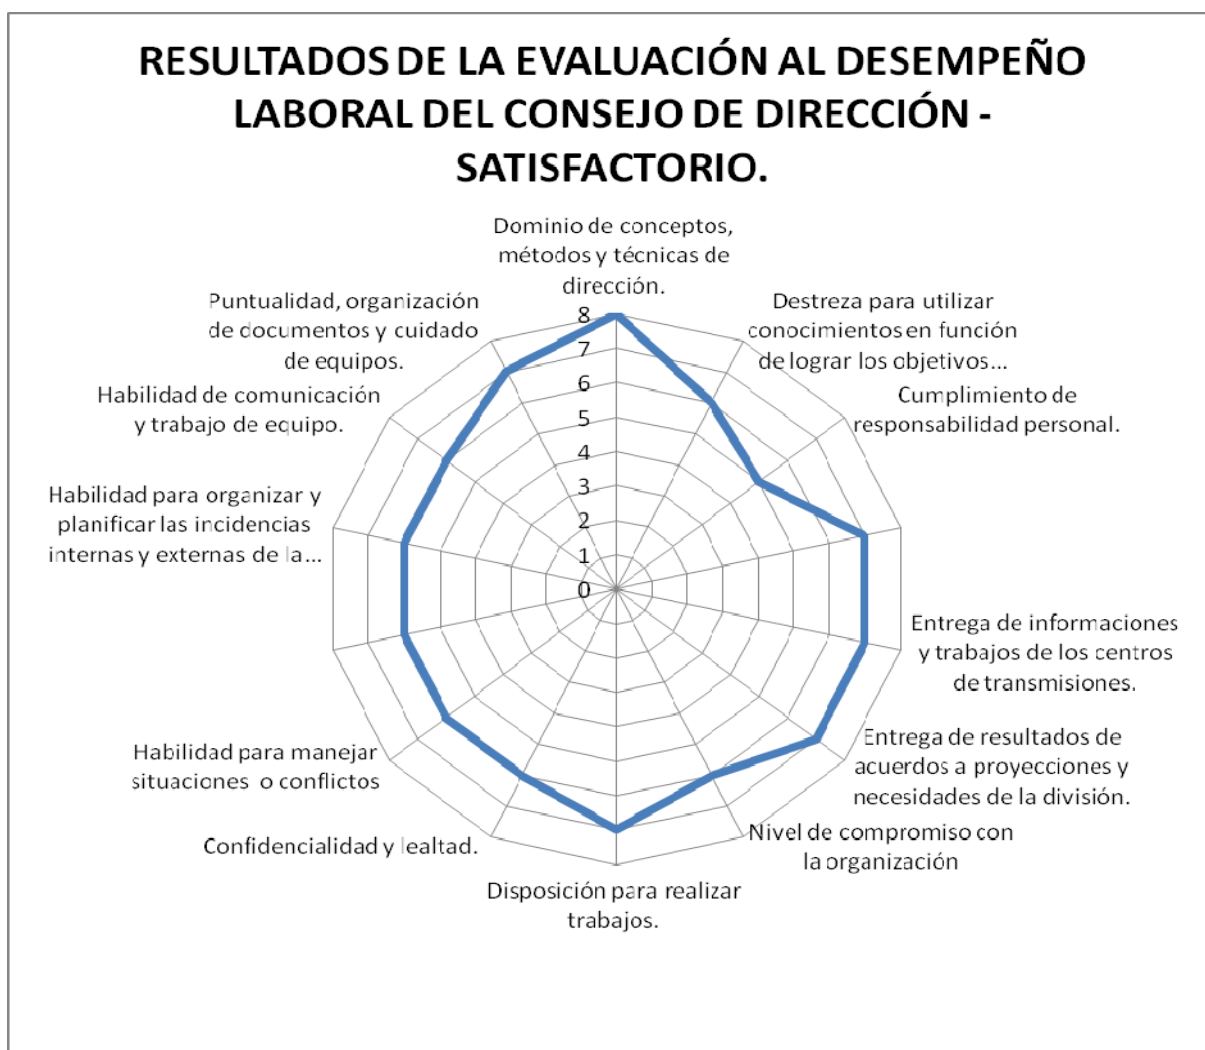 RESULTADOS DE LA EVALUACIÓN AL DESEMPEÑO
LABORAL DEL CONSEJO DE DIRECCIÓN -
SATISFACTORIO.
Dominio de conceptos,
métodos y técnicas de
dirección.
Destreza para utilizar
conocimientos en función
de lograr los objetivos...
Cumplimiento de
responsabilidad personal.
Entrega de informaciones
y trabajos de los centros
de transmisiones.
Entrega de resultados de
acuerdos a proyecciones y
necesidades de la división.
Nivel de compromiso con
la organización
Disposición para realizar
trabajos.
Confidencialidad y lealtad.
Habilidad para manejar
situaciones o conflictos
Habilidad para organizar y
planificar las incidencias
internas y externas de la...
Habilidad de comunicación
y trabajo de equipo.
Puntualidad, organización
de documentos y cuidado
de equipos.
8
7
6
5
4
3
2
1
0